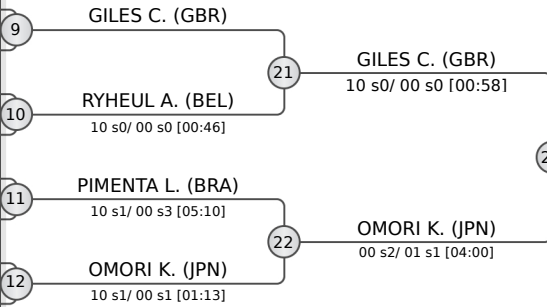 GILES C. (GBR)
9
21
GILES C. (GBR)
10 s0/ 00 s0 [00:58]
RYHEUL A. (BEL)
10
10 s0/ 00 s0 [00:46]
2
PIMENTA L. (BRA)
11
10 s1/ 00 s3 [05:10]
22
OMORI K. (JPN)
00 s2/ 01 s1 [04:00]
OMORI K. (JPN)
12
10 s1/ 00 s1 [01:13]